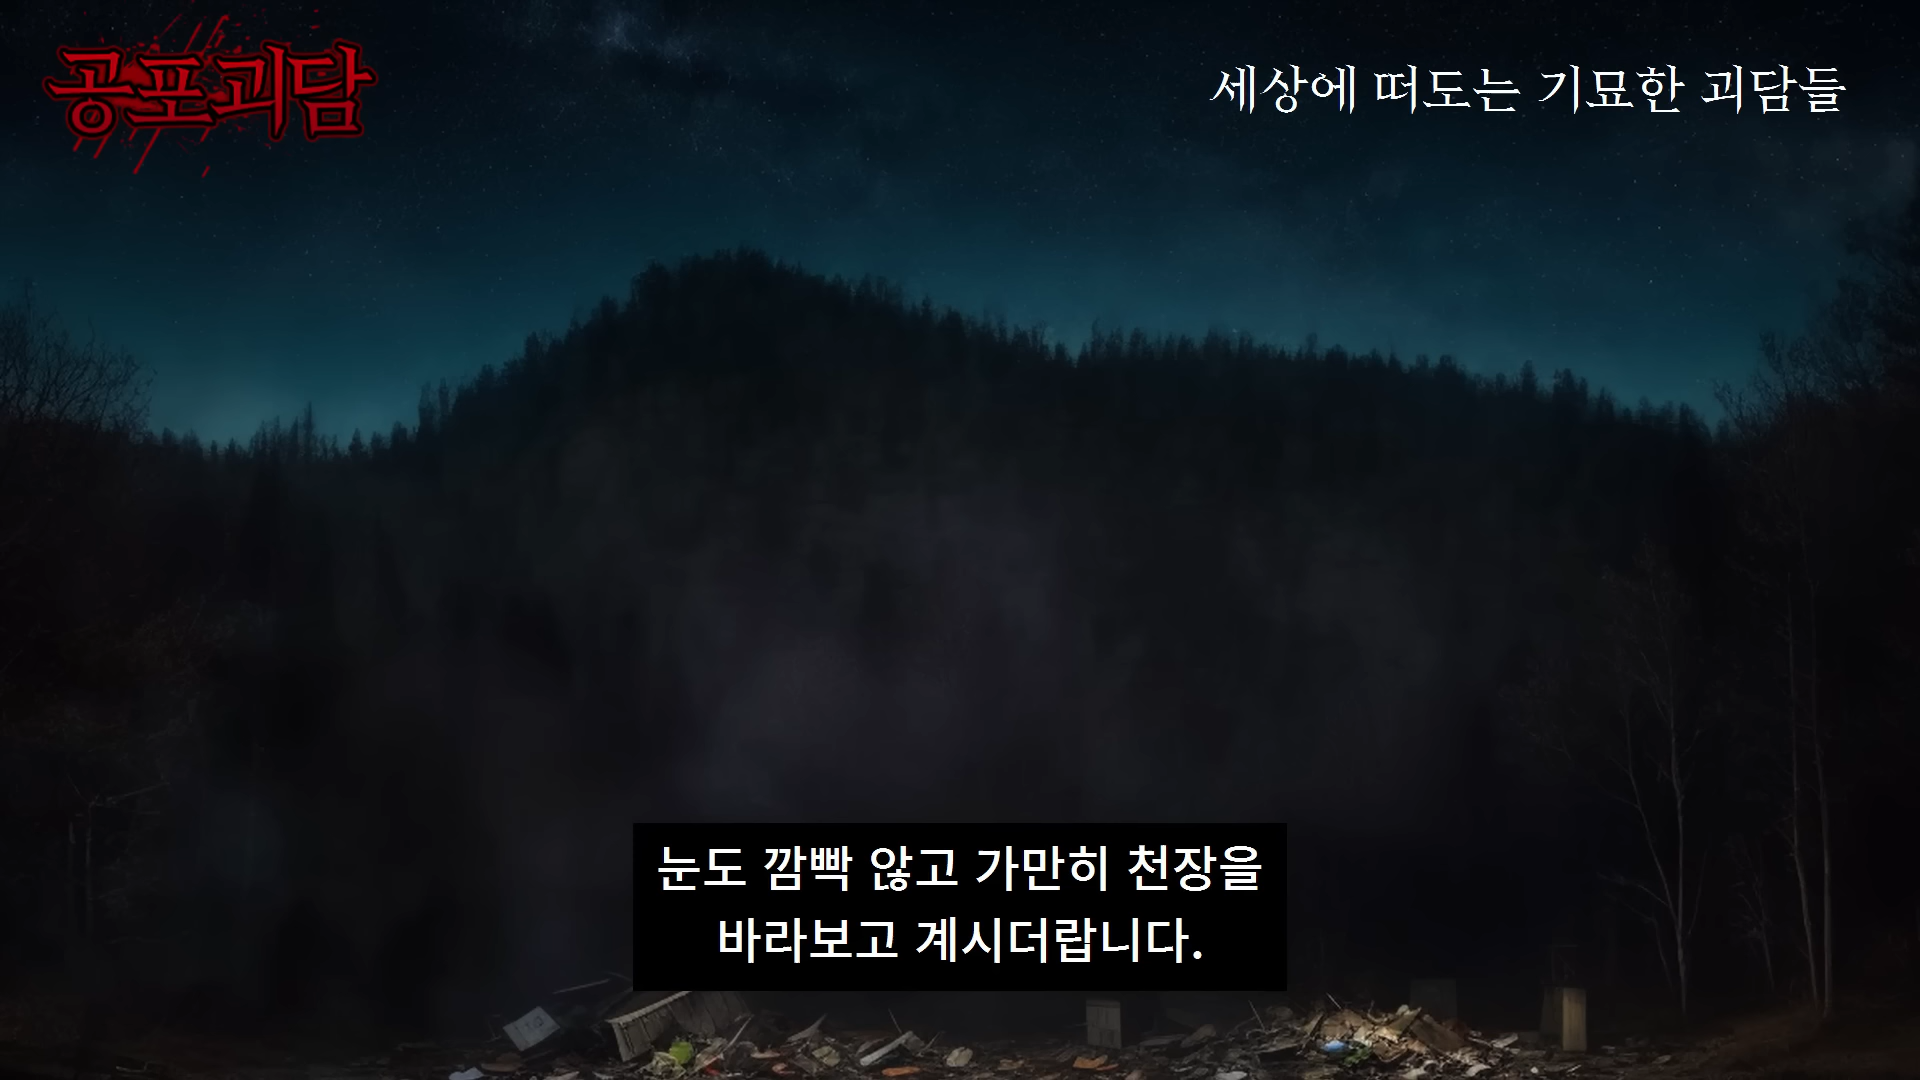 공포괴담
세상에 떠도는 기묘한 괴담들
눈도 깜빡 않고 가만히 천장을
바라보고 계시더랍니다.